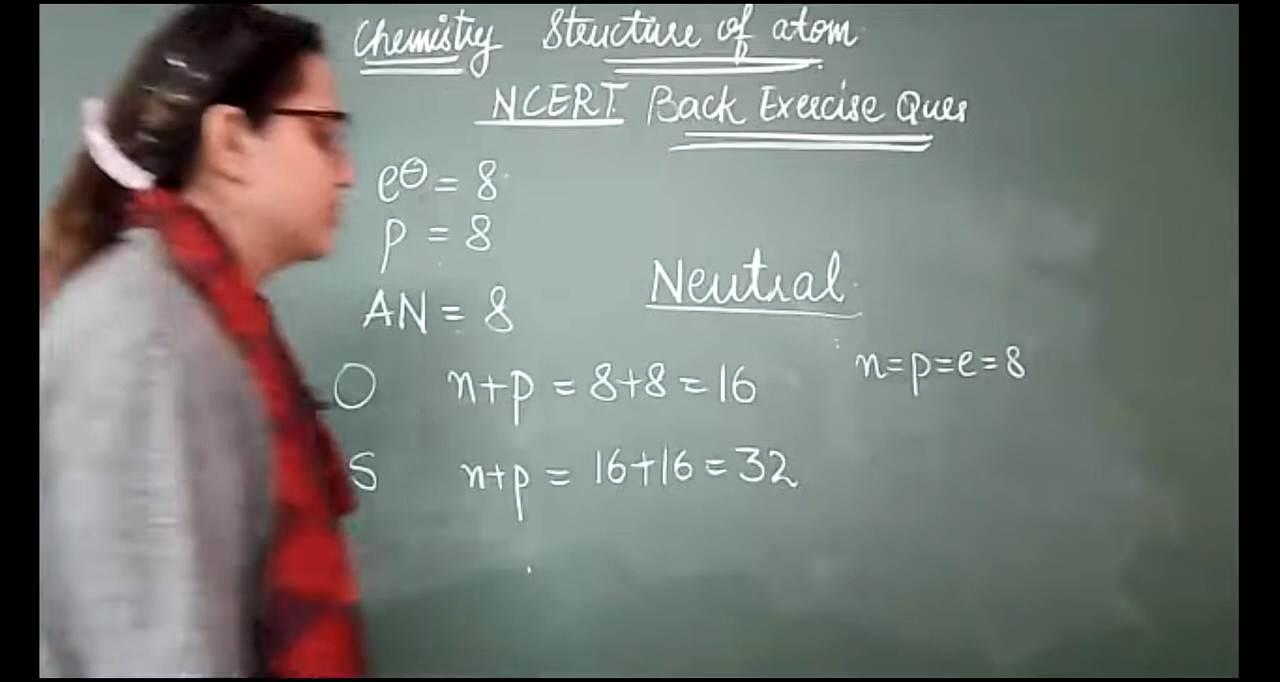 Chemistry Structure of atom
NCERT Back Exercise Ques
e⊖ = 8
p = 8
AN = 8
Neutral
n=p=e=8
O n+p = 8+8 = 16
S n+p = 16+16 = 32